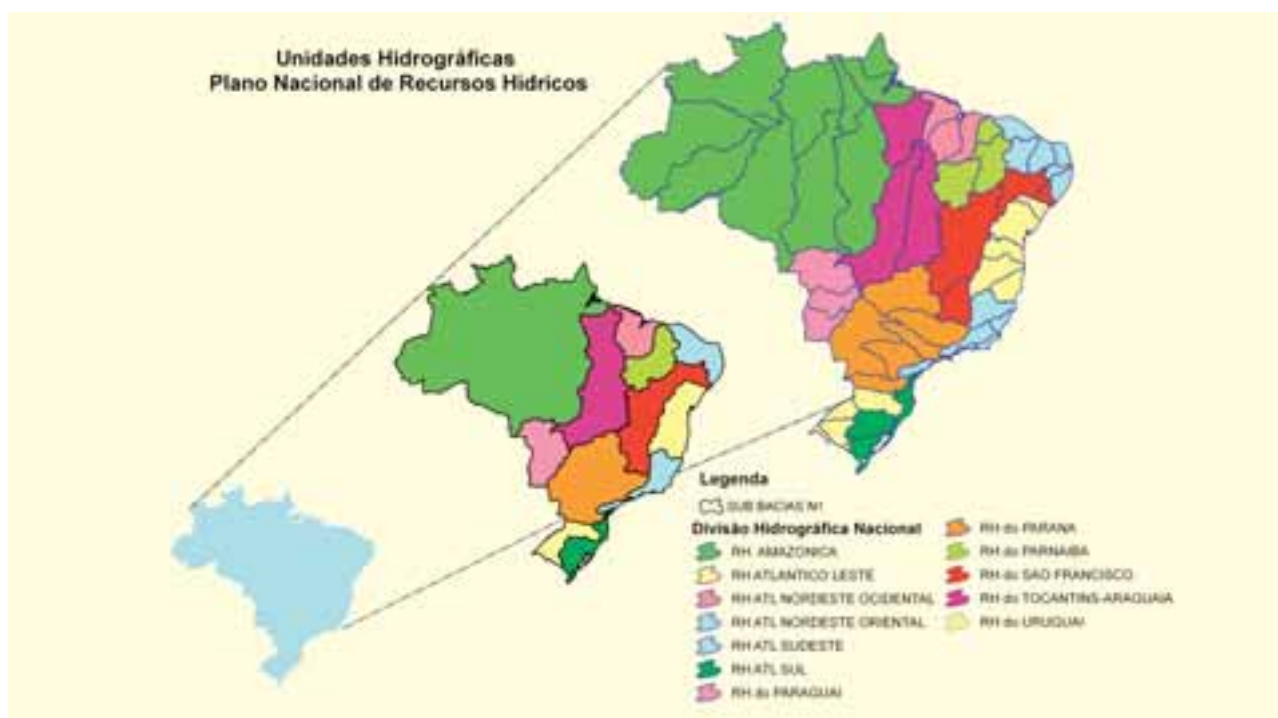 Unidades Hidrográficas
Plano Nacional de Recursos Hídricos
Legenda
SUB BACIAS N1
Divisão Hidrográfica Nacional
RH. AMAZONICA
RH ATLANTICO LESTE
RH ATL NORDESTE OCIDENTAL
RH ATL NORDESTE ORIENTAL
RH ATL SUDESTE
RH ATL SUL
RH do PARAGUAI
RH do PARANA
RH do PARNAIBA
RH do SAO FRANCISCO
RH do TOCANTINS-ARAGUAIA
RH do URUGUAI